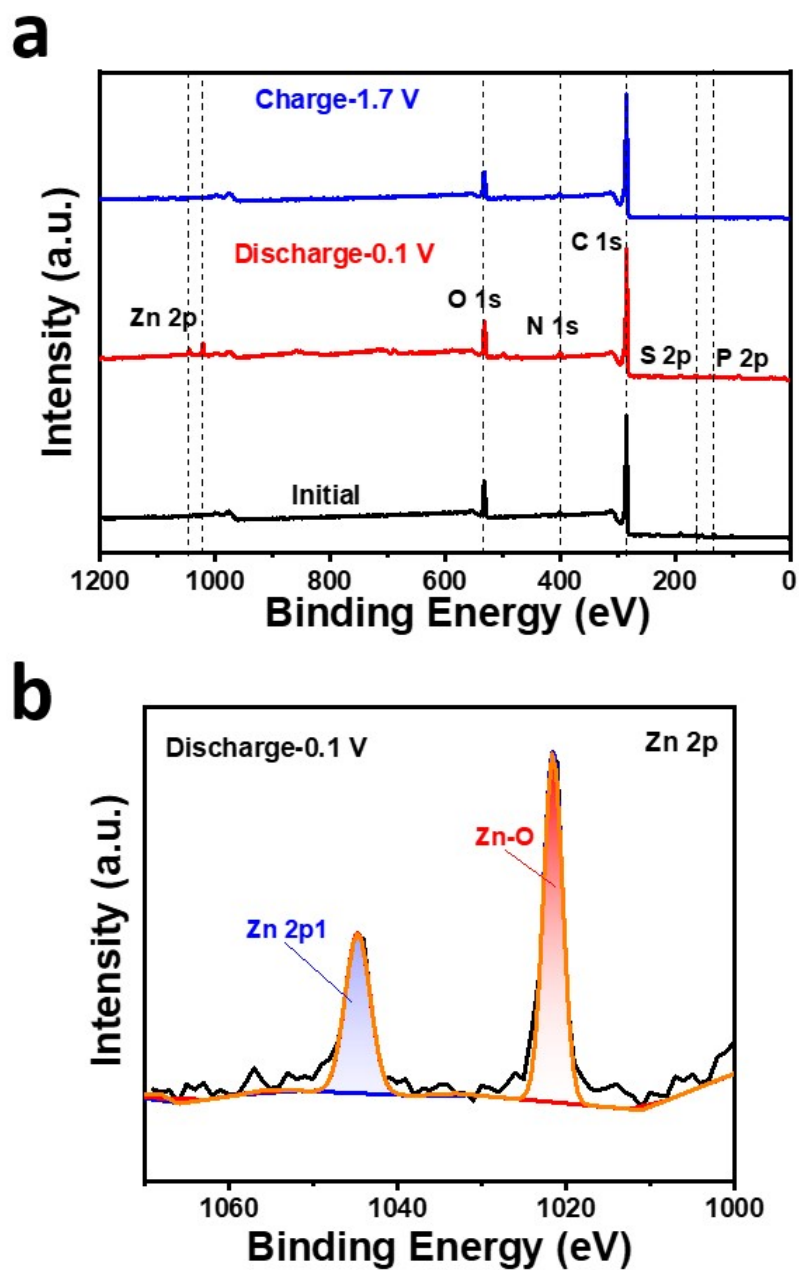 a
Charge-1.7 V
Discharge-0.1 V
C 1s
Zn 2p
O 1s
N 1s
S 2p
P 2p
Initial
Intensity (a.u.)
1200 1000 800 600 400 200 0
Binding Energy (eV)
b
Discharge-0.1 V
Zn 2p
Zn-O
Zn 2p1
Intensity (a.u.)
1060 1040 1020 1000
Binding Energy (eV)